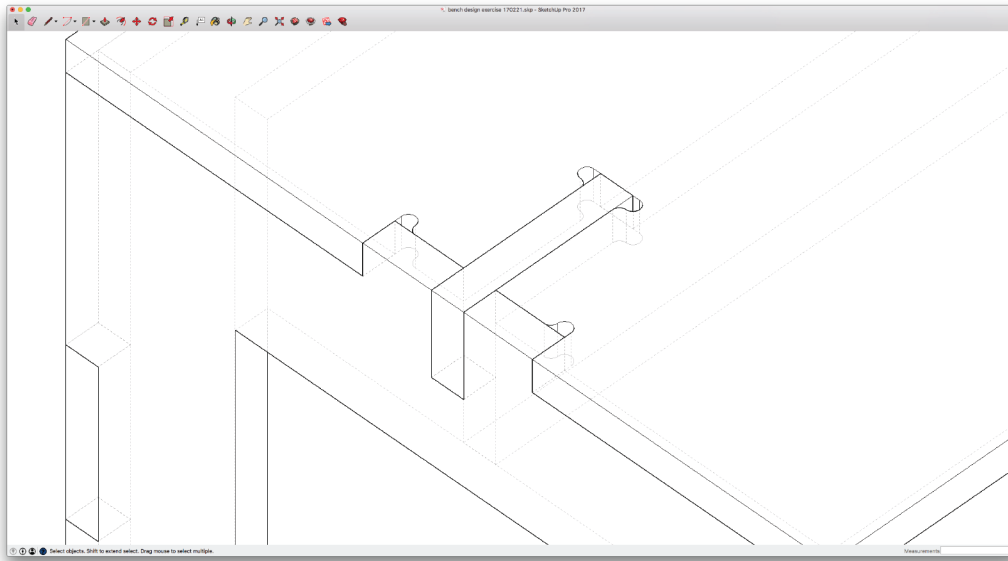 bench design exercise 170221.skp - SketchUp Pro 2017
Select objects. Shift to extend select. Drag mouse to select multiple.
Measurements